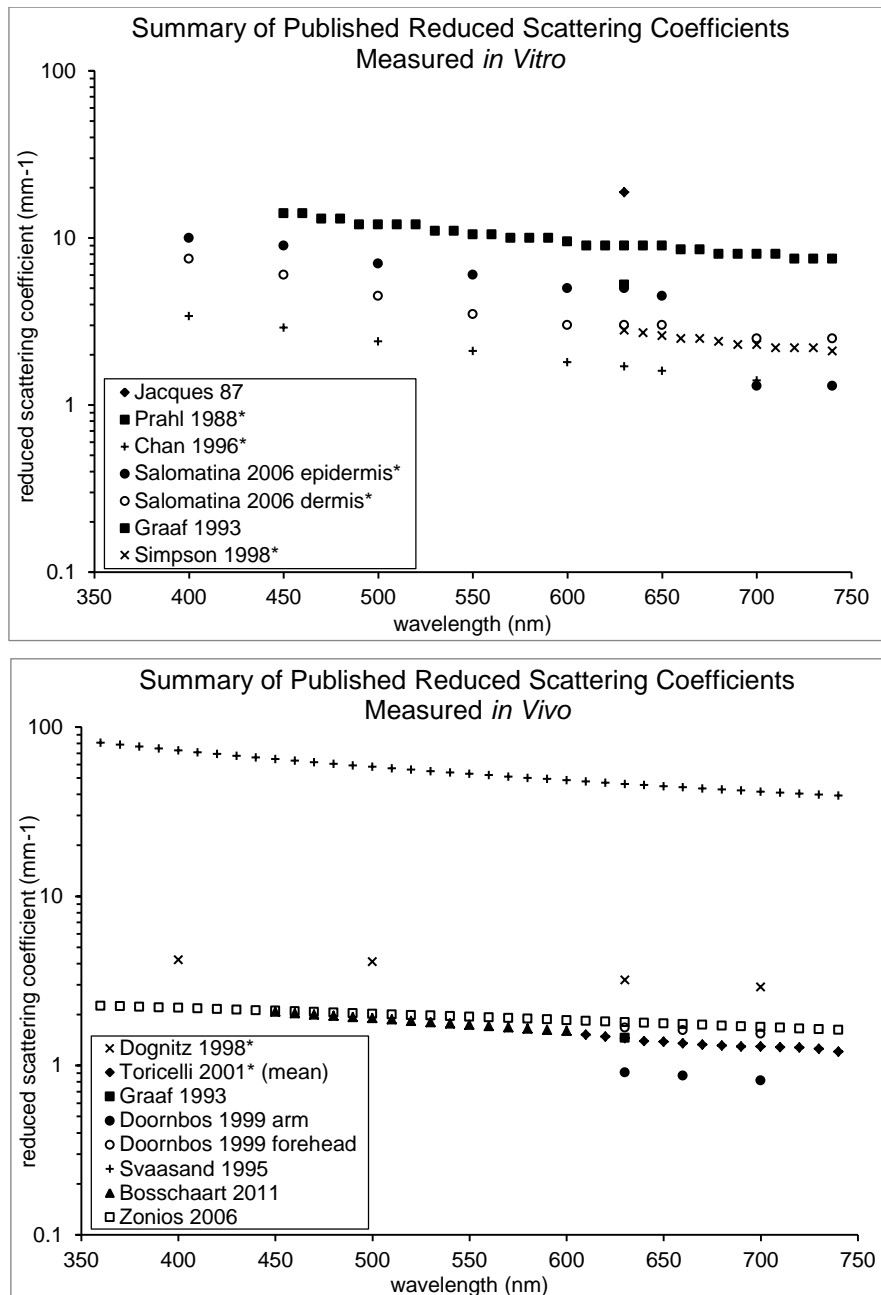 Summary of Published Reduced Scattering Coefficients
Measured in Vitro
reduced scattering coefficient (mm-1)
100
10
1
0.1
Jacques 87
Prahl 1988*
Chan 1996*
Salomatina 2006 epidermis*
Salomatina 2006 dermis*
Graaf 1993
Simpson 1998*
350 400 450 500 550 600 650 700 750
wavelength (nm)
Summary of Published Reduced Scattering Coefficients
Measured in Vivo
reduced scattering coefficient (mm-1)
100
10
1
0.1
Dognitz 1998*
Toricelli 2001* (mean)
Graaf 1993
Doornbos 1999 arm
Doornbos 1999 forehead
Svaasand 1995
Bosschaart 2011
Zonios 2006
350 400 450 500 550 600 650 700 750
wavelength (nm)